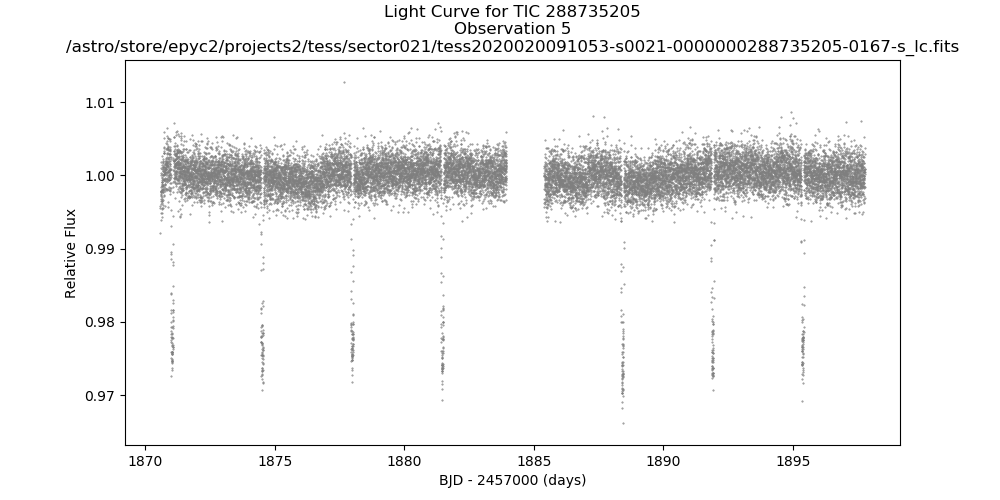 Light Curve for TIC 288735205
Observation 5
/astro/store/epyc2/projects2/tess/sector021/tess2020020091053-s0021-0000000288735205-0167-s_lc.fits
1.01
1.00
0.99
0.98
0.97
Relative Flux
1870
1875
1880
1885
1890
1895
BJD - 2457000 (days)